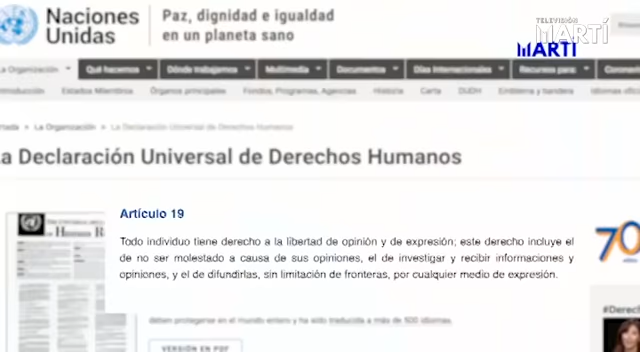 Naciones
Unidas
Paz, dignidad e igualdad
en un planeta sano
TELEVISIÓN
MARTÍ
MARTÍ
La Organización
Qué hacemos
Dónde trabajamos
Multimedia
Documentos
Días Internacionales
Recursos para:
Introducción
Estados Miembros
Órganos principales
Fondos, Programas, Agencias
Historia
Carta
DUDH
Emblema y bandera
Idiomas
» La Organización » La Declaración Universal de Derechos Humanos
a Declaración Universal de Derechos Humanos
Artículo 19
Todo individuo tiene derecho a la libertad de opinión y de expresión; este derecho incluye el
de no ser molestado a causa de sus opiniones, el de investigar y recibir informaciones y
opiniones, y el de difundirlas, sin limitación de fronteras, por cualquier medio de expresión.
70
deben protegerse en el mundo entero y ha sido traducida a más de 500 idiomas.
VERSIÓN EN PDF
#Derec